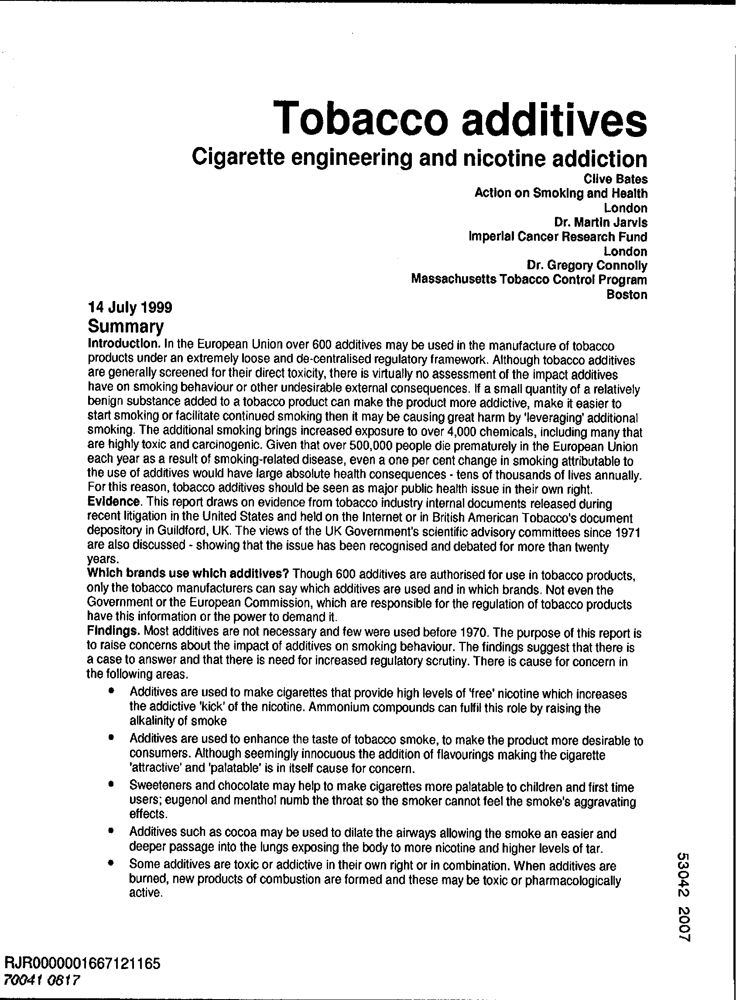 Tobacco additives
Cigarette engineering and nicotine addiction
Clive Bates
Action on Smoking and Health
London
Dr. Martin Jarvis
Imperial Cancer Research Fund
London
Dr. Gregory Connolly
Massachusetts Tobacco Control Program
Boston
14 July 1999
Summary
Introduction. In the European Union over 600 additives may be used in the manufacture of tobacco
products under an extremely loose and de-centralised regulatory framework. Although tobacco additives
are generally screened for their direct toxicity, there is virtually no assessment of the impact additives
have on smoking behaviour or other undesirable external consequences. If a small quantity of a relatively
benign substance added to a tobacco product can make the product more addictive, make it easier to
start smoking or facilitate continued smoking then it may be causing great harm by 'leveraging' additional
smoking. The additional smoking brings increased exposure to over 4,000 chemicals, including many that
are highly toxic and carcinogenic. Given that over 500,000 people die prematurely in the European Union
each year as a result of smoking-related disease, even a one per cent change in smoking attributable to
the use of additives would have large absolute health consequences - tens of thousands of lives annually.
For this reason, tobacco additives should be seen as major public health issue in their own right.
Evidence. This report draws on evidence from tobacco industry internal documents released during
recent litigation in the United States and held on the Internet or in British American Tobacco's document
depository in Guildford, UK. The views of the UK Government's scientific advisory committees since 1971
are also discussed - showing that the issue has been recognised and debated for more than twenty
years.
Which brands use which additives? Though 600 additives are authorised for use in tobacco products,
only the tobacco manufacturers can say which additives are used and in which brands. Not even the
Government or the European Commission, which are responsible for the regulation of tobacco products
have this information or the power to demand it.
Findings. Most additives are not necessary and few were used before 1970. The purpose of this report is
to raise concerns about the impact of additives on smoking behaviour. The findings suggest that there is
a case to answer and that there is need for increased regulatory scrutiny. There is cause for concern in
the following areas.
• Additives are used to make cigarettes that provide high levels of 'free' nicotine which increases
the addictive 'kick' of the nicotine. Ammonium compounds can fulfil this role by raising the
alkalinity of smoke
• Additives are used to enhance the taste of tobacco smoke, to make the product more desirable to
consumers. Although seemingly innocuous the addition of flavourings making the cigarette
'attractive' and 'palatable' is in itself cause for concern.
• Sweeteners and chocolate may help to make cigarettes more palatable to children and first time
users; eugenol and menthol numb the throat so the smoker cannot feel the smoke's aggravating
effects.
• Additives such as cocoa may be used to dilate the airways allowing the smoke an easier and
deeper passage into the lungs exposing the body to more nicotine and higher levels of tar.
• Some additives are toxic or addictive in their own right or in combination. When additives are
burned, new products of combustion are formed and these may be toxic or pharmacologically
active.
53042 2007
RJR0000001667121165
70041 0617